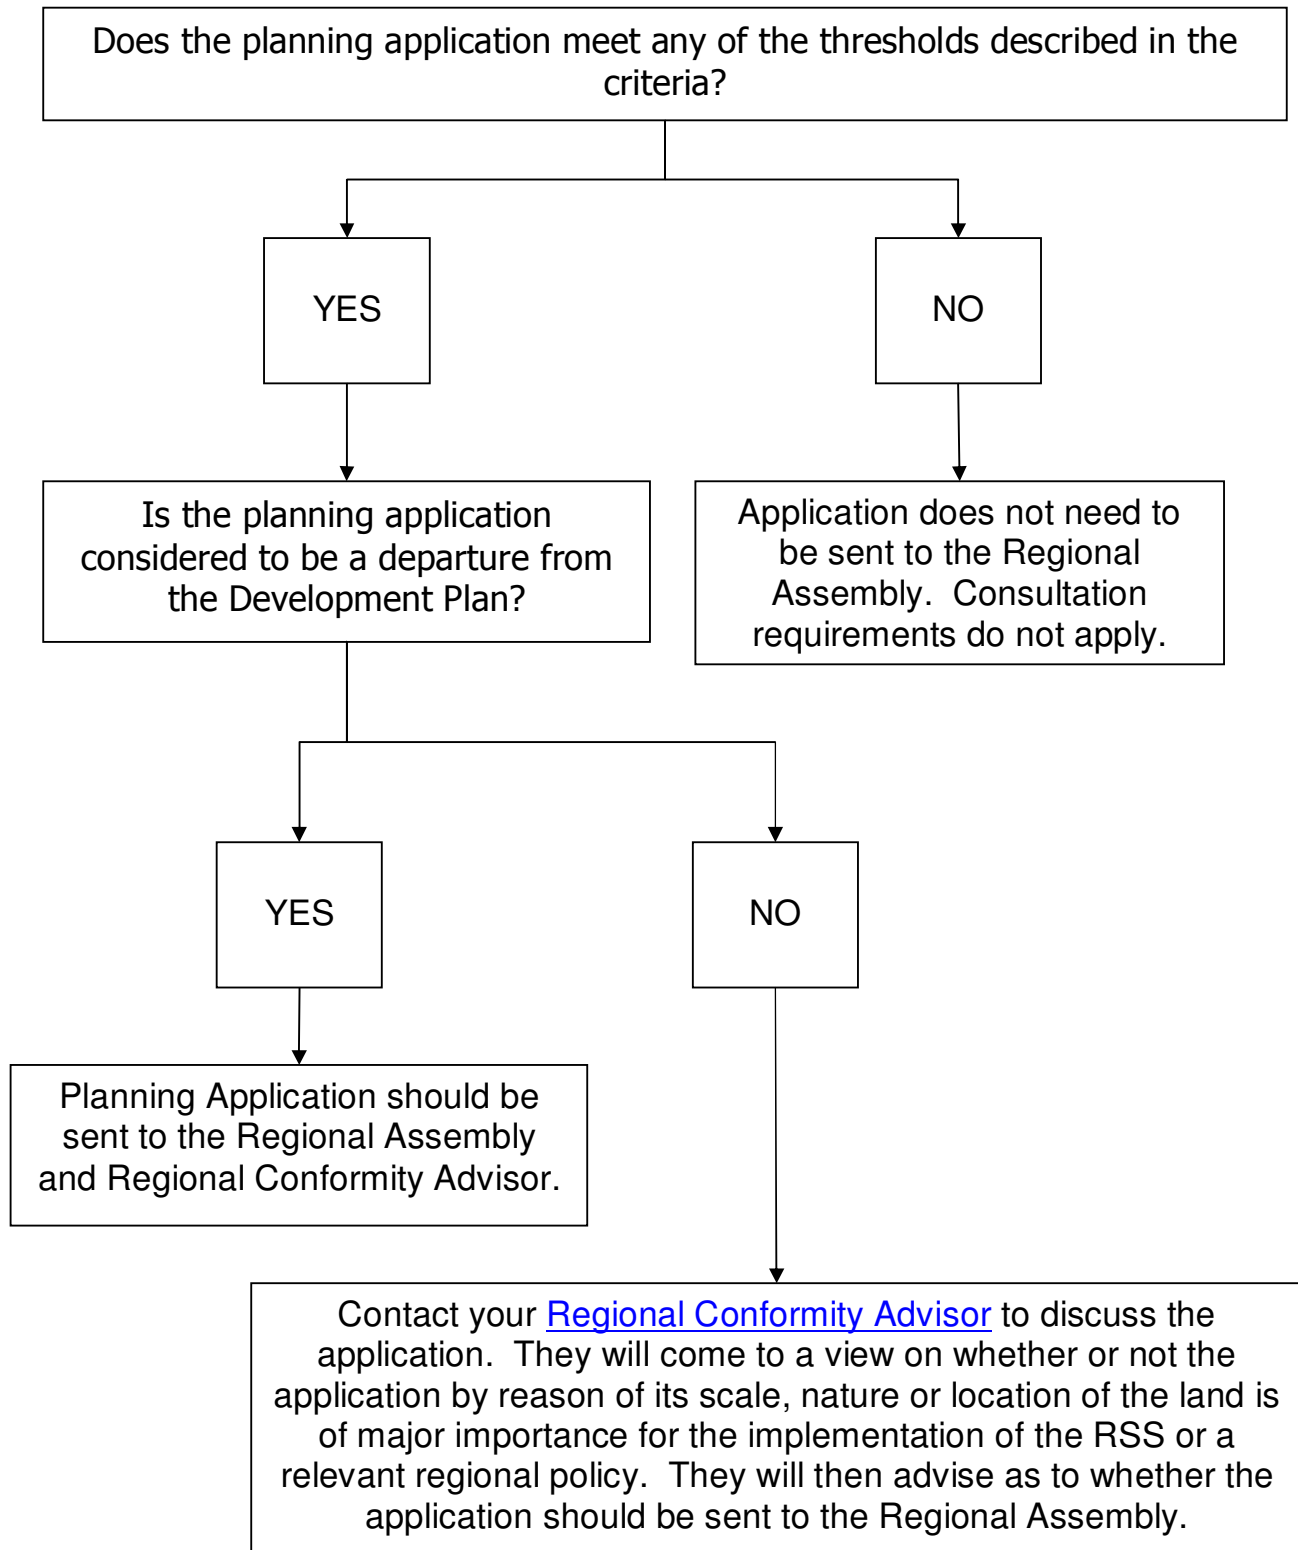 Does the planning application meet any of the thresholds described in the
criteria?
YES
NO
Is the planning application
considered to be a departure from
the Development Plan?
Application does not need to
be sent to the Regional
Assembly.  Consultation
requirements do not apply.
YES
NO
Planning Application should be
sent to the Regional Assembly
and Regional Conformity Advisor.
Contact your Regional Conformity Advisor to discuss the
application.  They will come to a view on whether or not the
application by reason of its scale, nature or location of the land is
of major importance for the implementation of the RSS or a
relevant regional policy.  They will then advise as to whether the
application should be sent to the Regional Assembly.